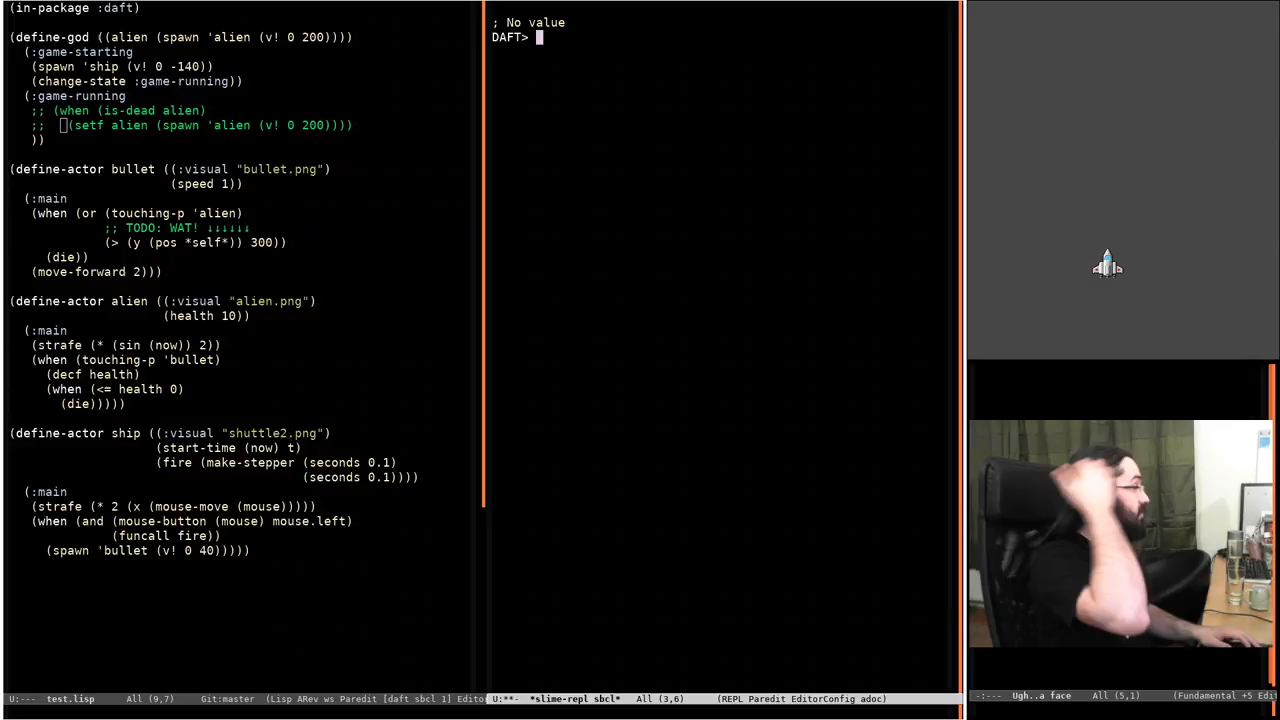 (in-package :daft)
(define-god ((alien (spawn 'alien (v! 0 200))))
(:game-starting
(spawn 'ship (v! 0 -140))
(change-state :game-running))
(:game-running
;; (when (is-dead alien)
;;   (setf alien (spawn 'alien (v! 0 200))))
))
(define-actor bullet ((:visual "bullet.png")
(speed 1))
(:main
(when (or (touching-p 'alien)
;; TODO: WAT! ↓↓↓↓↓↓
(> (y (pos *self*)) 300))
(die))
(move-forward 2)))
(define-actor alien ((:visual "alien.png")
(health 10))
(:main
(strafe (* (sin (now)) 2))
(when (touching-p 'bullet)
(decf health)
(when (<= health 0)
(die)))))
(define-actor ship ((:visual "shuttle2.png")
(start-time (now) t)
(fire (make-stepper (seconds 0.1)
(seconds 0.1))))
(:main
(strafe (* 2 (x (mouse-move (mouse)))))
(when (and (mouse-button (mouse) mouse.left)
(funcall fire))
(spawn 'bullet (v! 0 40)))))
U:--- test.lisp All (9,7) Git:master (Lisp ARev ws Paredit [daft sbcl 1] Editor
; No value
DAFT>
U:**- *slime-repl sbcl* All (3,6) (REPL Paredit EditorConfig adoc)
-:--- Ugh..a face All (5,1) (Fundamental +5 Edit